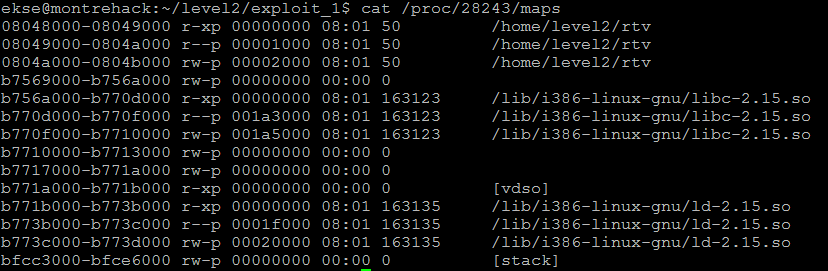 ekse@montrehack:~/level2/exploit_1$ cat /proc/28243/maps
08048000-08049000 r-xp 00000000 08:01 50 /home/level2/rtv
08049000-0804a000 r--p 00001000 08:01 50 /home/level2/rtv
0804a000-0804b000 rw-p 00002000 08:01 50 /home/level2/rtv
b7569000-b756a000 rw-p 00000000 00:00 0
b756a000-b770d000 r-xp 00000000 08:01 163123 /lib/i386-linux-gnu/libc-2.15.so
b770d000-b770f000 r--p 001a3000 08:01 163123 /lib/i386-linux-gnu/libc-2.15.so
b770f000-b7710000 rw-p 001a5000 08:01 163123 /lib/i386-linux-gnu/libc-2.15.so
b7710000-b7713000 rw-p 00000000 00:00 0
b7717000-b771a000 rw-p 00000000 00:00 0
b771a000-b771b000 r-xp 00000000 00:00 0 [vdso]
b771b000-b773b000 r-xp 00000000 08:01 163135 /lib/i386-linux-gnu/ld-2.15.so
b773b000-b773c000 r--p 0001f000 08:01 163135 /lib/i386-linux-gnu/ld-2.15.so
b773c000-b773d000 rw-p 00020000 08:01 163135 /lib/i386-linux-gnu/ld-2.15.so
bfcc3000-bfce6000 rw-p 00000000 00:00 0 [stack]